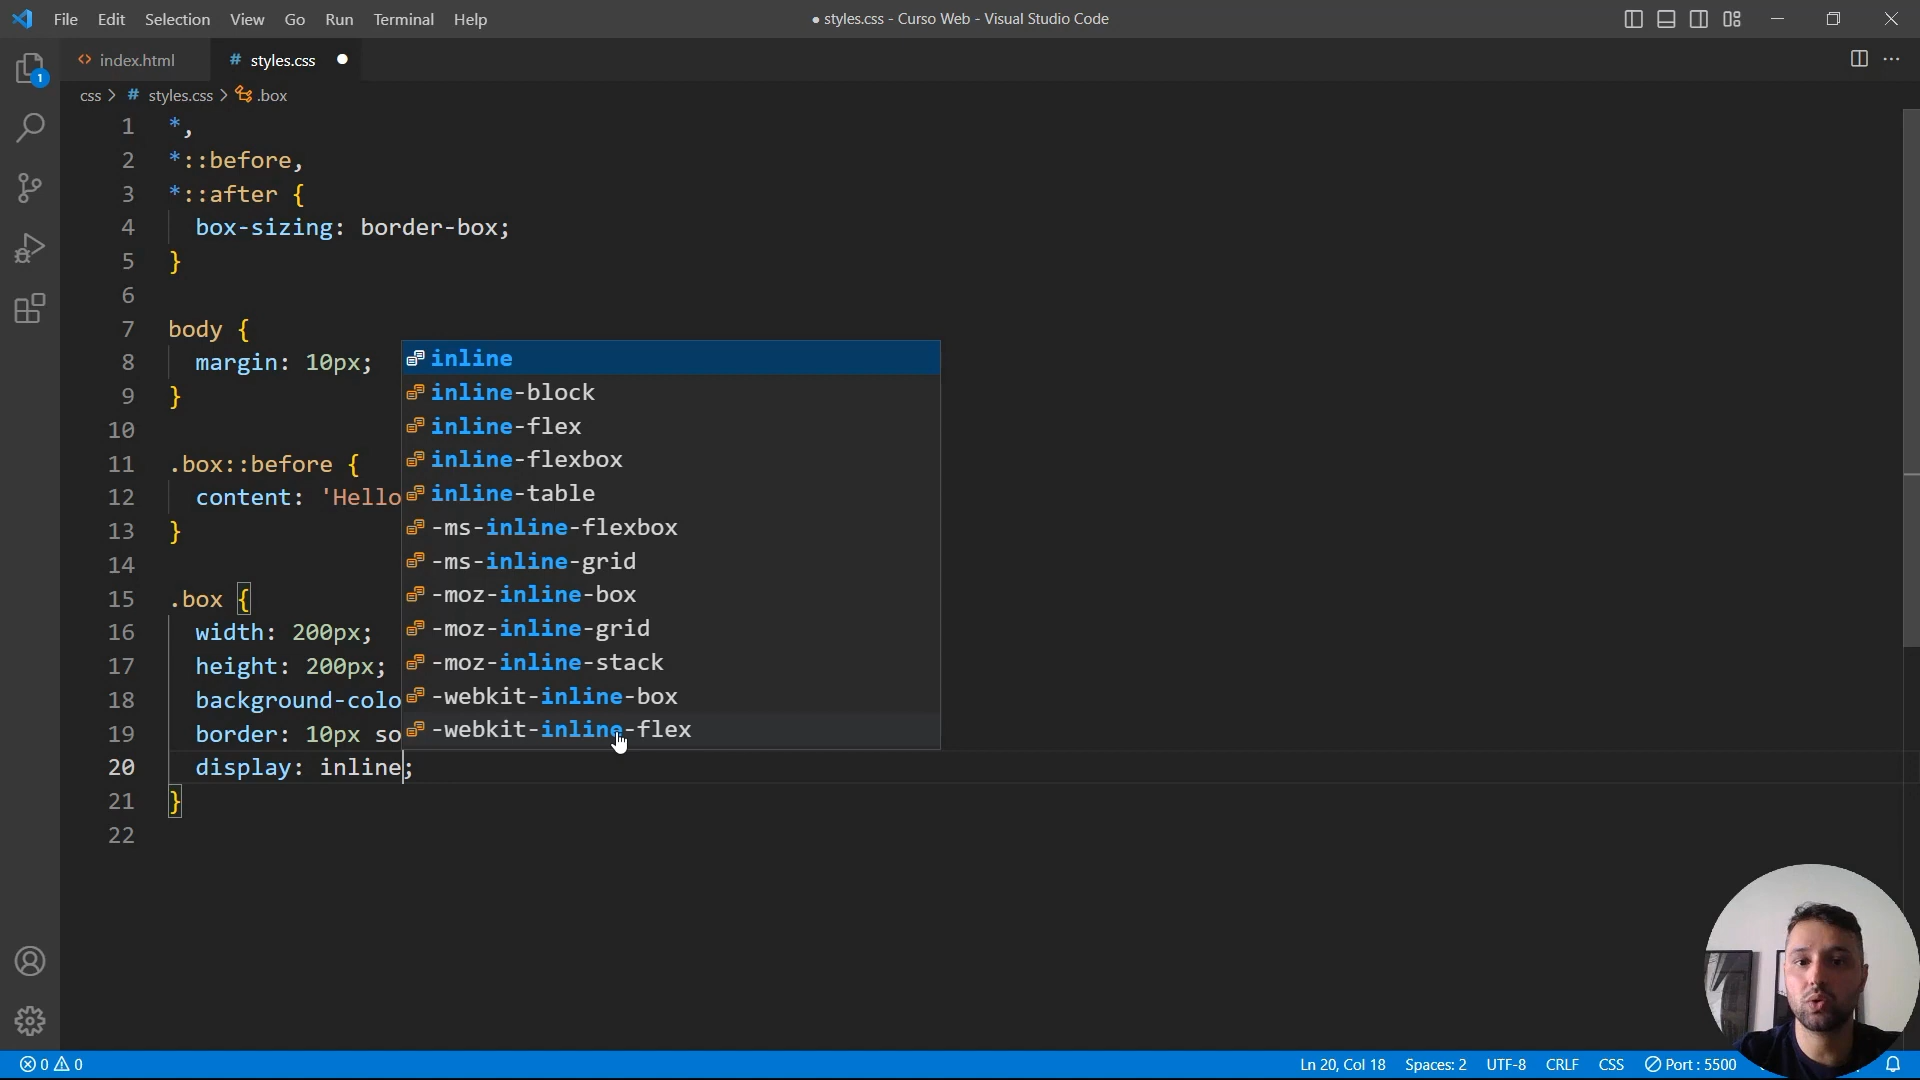 File Edit Selection View Go Run Terminal Help
● styles.css - Curso Web - Visual Studio Code
index.html
# styles.css ●
css > # styles.css > .box
1
1 *,
2 *::before,
3 *::after {
4 box-sizing: border-box;
5 }
6
7 body {
8 margin: 10px;
9 }
10
11 .box::before {
12 content: 'Hello
13 }
14
15 .box {
16 width: 200px;
17 height: 200px;
18 background-colo
19 border: 10px so
20 display: inline;
21 }
22
inline
inline-block
inline-flex
inline-flexbox
inline-table
-ms-inline-flexbox
-ms-inline-grid
-moz-inline-box
-moz-inline-grid
-moz-inline-stack
-webkit-inline-box
-webkit-inline-flex
0 0
Ln 20, Col 18 Spaces: 2 UTF-8 CRLF CSS Port : 5500